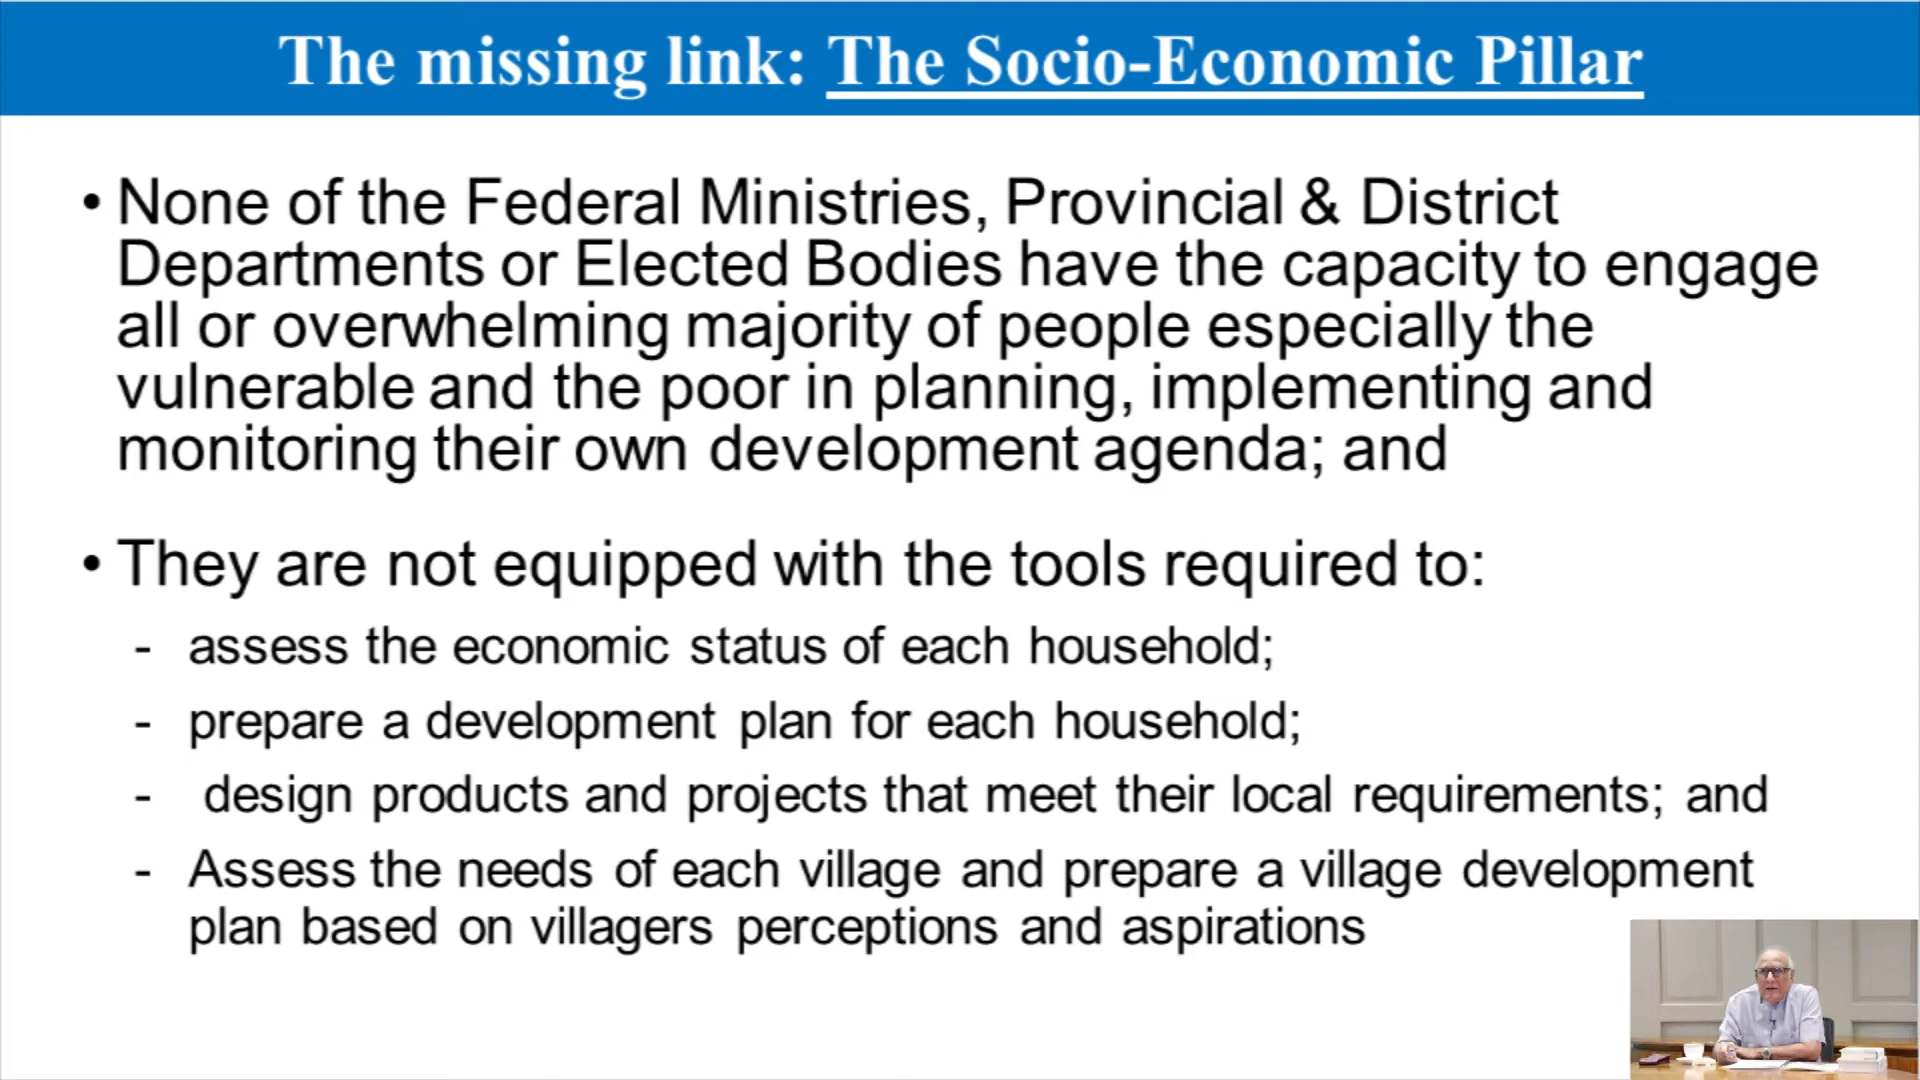 The missing link: The Socio-Economic Pillar
• None of the Federal Ministries, Provincial & District
Departments or Elected Bodies have the capacity to engage
all or overwhelming majority of people especially the
vulnerable and the poor in planning, implementing and
monitoring their own development agenda; and
• They are not equipped with the tools required to:
- assess the economic status of each household;
- prepare a development plan for each household;
- design products and projects that meet their local requirements; and
- Assess the needs of each village and prepare a village development
plan based on villagers perceptions and aspirations